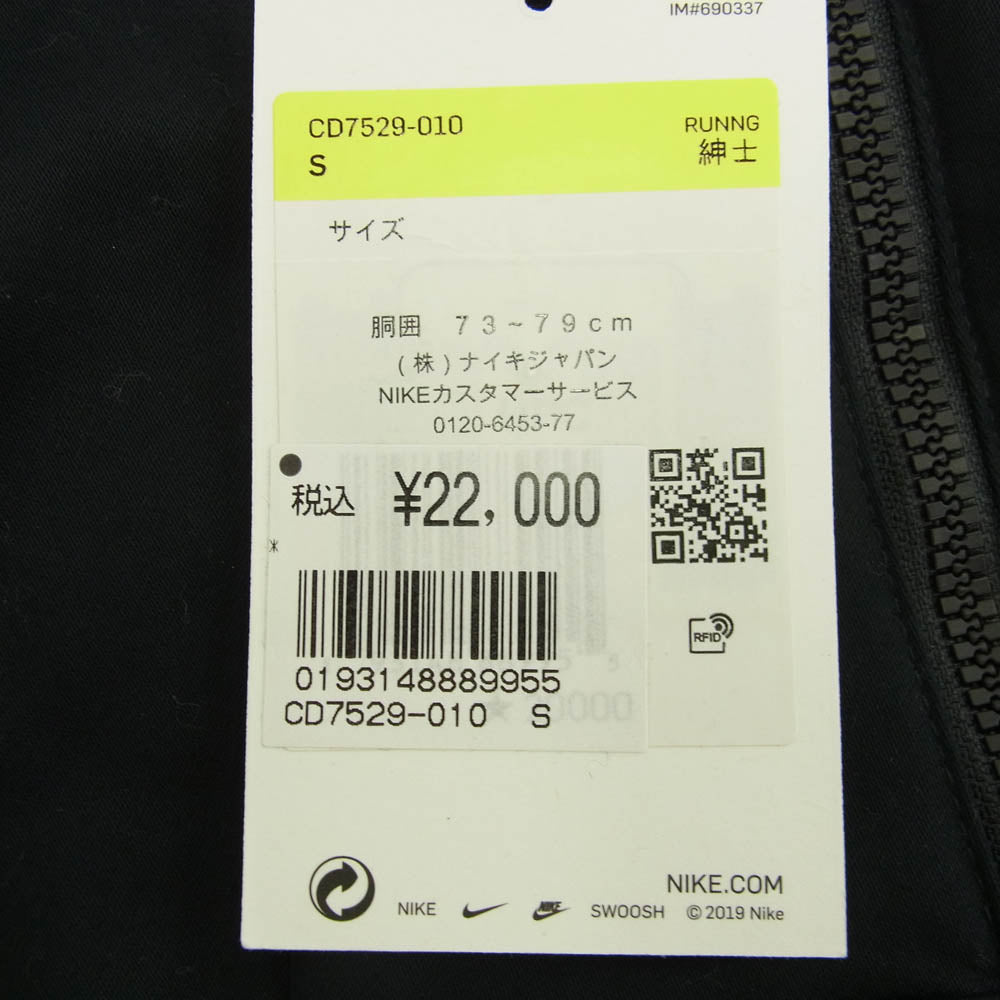 IM#690337
CD7529-010
RUNNG
S
紳士
サイズ
胴囲 73~79cm
(株)ナイキジャパン
NIKEカスタマーサービス
0120-6453-77
税込 ¥22,000
*
0193148889955
CD7529-010 S
RFID
NIKE.COM
NIKE NIKE SWOOSH © 2019 Nike